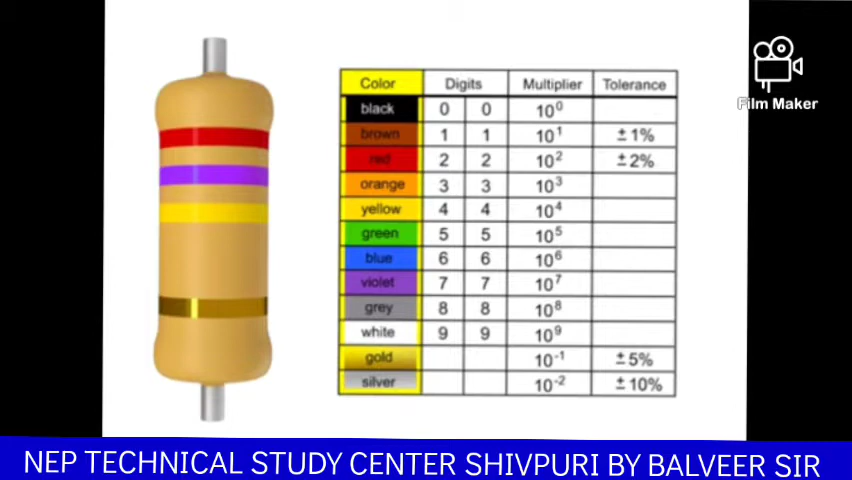 Film Maker
Color Digits Multiplier Tolerance
black 0 0 10⁰
brown 1 1 10¹ ±1%
red 2 2 10² ±2%
orange 3 3 10³
yellow 4 4 10⁴
green 5 5 10⁵
blue 6 6 10⁶
violet 7 7 10⁷
grey 8 8 10⁸
white 9 9 10⁹
gold 10⁻¹ ±5%
silver 10⁻² ±10%
NEP TECHNICAL STUDY CENTER SHIVPURI BY BALVEER SIR